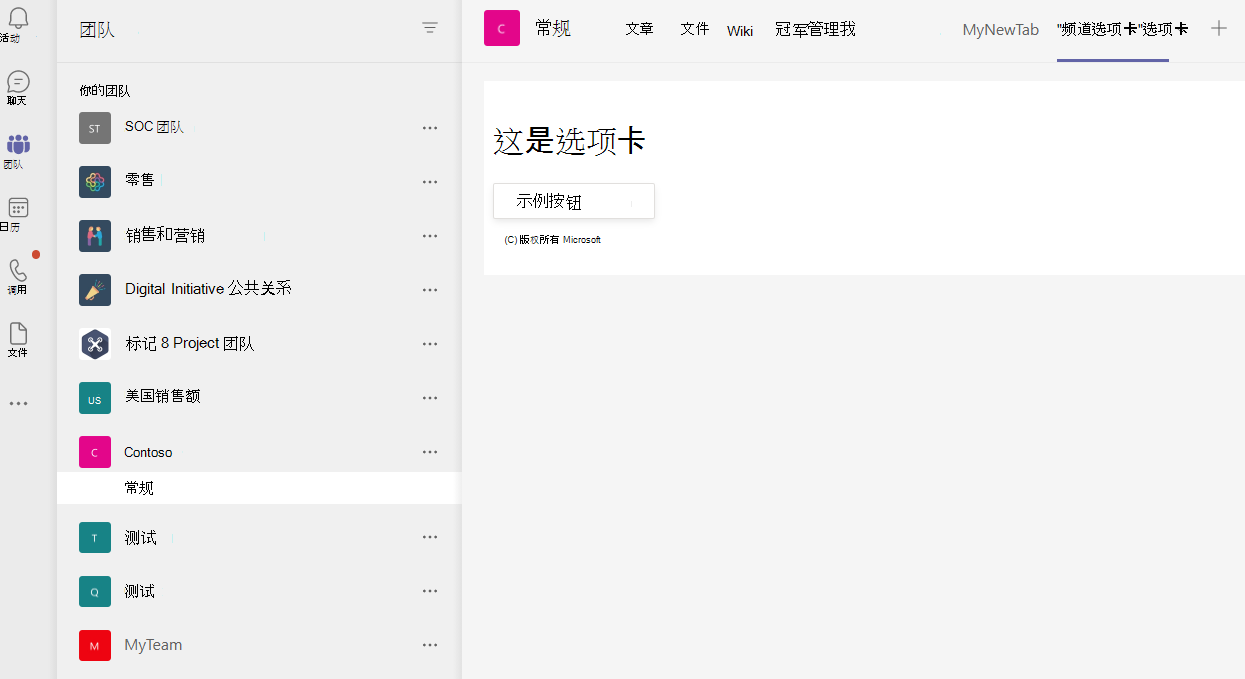 活动
聊天
团队
日历
调用
文件
团队
你的团队
ST SOC 团队
零售
销售和营销
Digital Initiative 公共关系
标记 8 Project 团队
US 美国销售额
C Contoso
常规
T 测试
Q 测试
M MyTeam
C 常规 文章 文件 Wiki 冠军管理我 MyNewTab "频道选项卡"选项卡
这是选项卡
示例按钮
(C) 版权所有 Microsoft